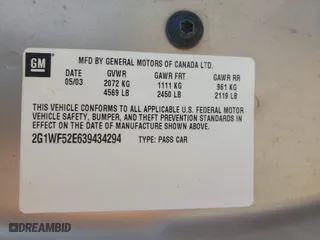 GM
MFD BY GENERAL MOTORS OF CANADA LTD.
DATE GVWR GAWR FRT GAWR RR
05/03 2072 KG 1111 KG 961 KG
4569 LB 2450 LB 2119 LB
THIS VEHICLE CONFORMS TO ALL APPLICABLE U.S. FEDERAL MOTOR
VEHICLE SAFETY, BUMPER, AND THEFT PREVENTION STANDARDS IN
EFFECT ON THE DATE OF MANUFACTURE SHOWN ABOVE.
2G1WF52E639434294 TYPE: PASS CAR
DREAMBID